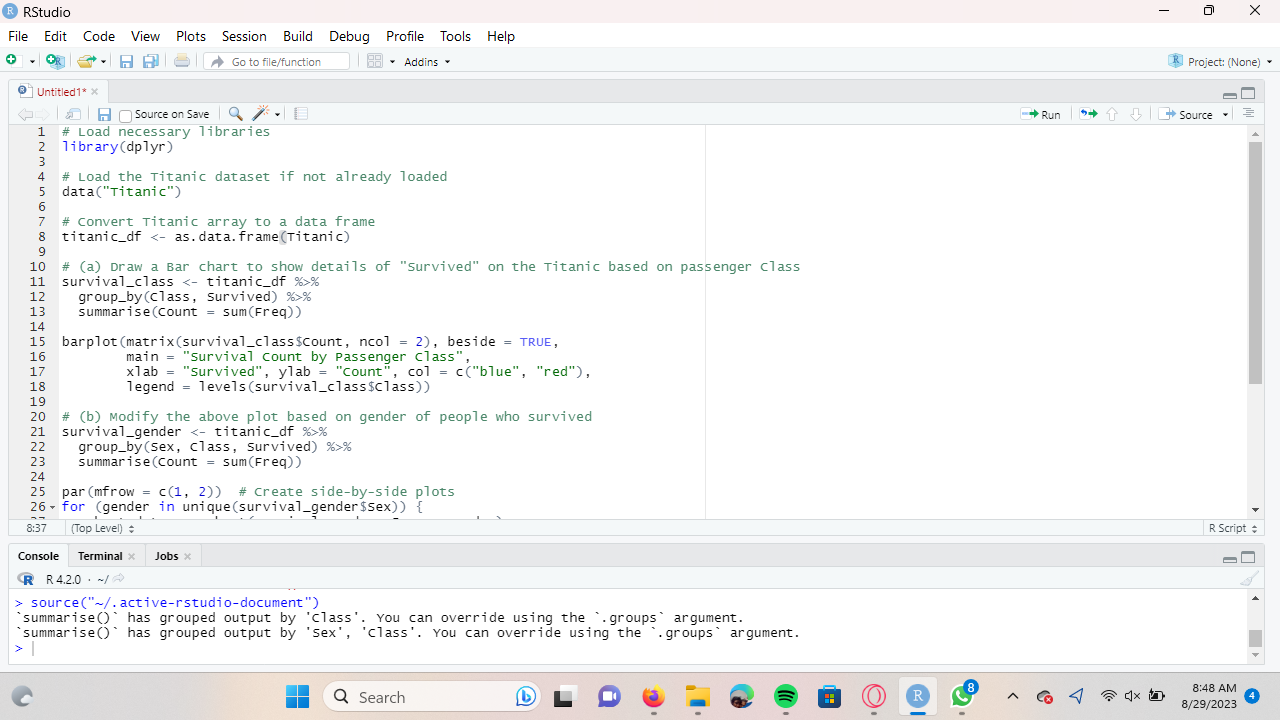 RStudio
File Edit Code View Plots Session Build Debug Profile Tools Help
Go to file/function Addins Project: (None)
Untitled1*
Source on Save Run Source
1 # Load necessary libraries
2 library(dplyr)
3
4 # Load the Titanic dataset if not already loaded
5 data("Titanic")
6
7 # Convert Titanic array to a data frame
8 titanic_df <- as.data.frame(Titanic)
9
10 # (a) Draw a Bar chart to show details of "Survived" on the Titanic based on passenger Class
11 survival_class <- titanic_df %>%
12 group_by(Class, Survived) %>%
13 summarise(Count = sum(Freq))
14
15 barplot(matrix(survival_class$Count, ncol = 2), beside = TRUE,
16 main = "Survival Count by Passenger Class",
17 xlab = "Survived", ylab = "Count", col = c("blue", "red"),
18 legend = levels(survival_class$Class))
19
20 # (b) Modify the above plot based on gender of people who survived
21 survival_gender <- titanic_df %>%
22 group_by(Sex, Class, Survived) %>%
23 summarise(Count = sum(Freq))
24
25 par(mfrow = c(1, 2)) # Create side-by-side plots
26 for (gender in unique(survival_gender$Sex)) {
8:37 (Top Level) R Script
Console Terminal Jobs
R 4.2.0 · ~/
> source("~/.active-rstudio-document")
`summarise()` has grouped output by 'Class'. You can override using the `.groups` argument.
`summarise()` has grouped output by 'Sex', 'Class'. You can override using the `.groups` argument.
>
Search 8 8:48 AM
8/29/2023 4